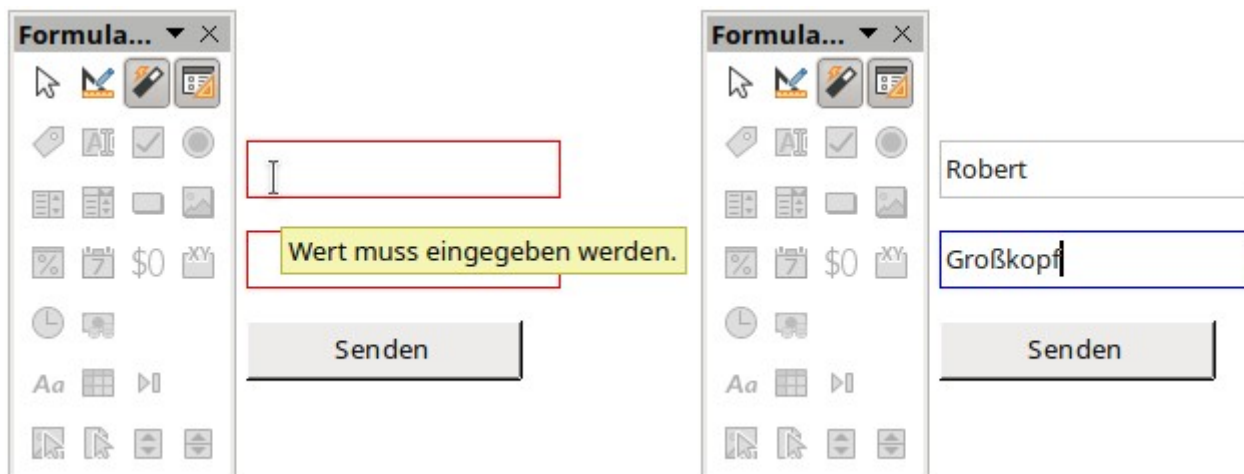 Formula...
Wert muss eingegeben werden.
Senden
Formula...
Robert
Großkopf
Senden